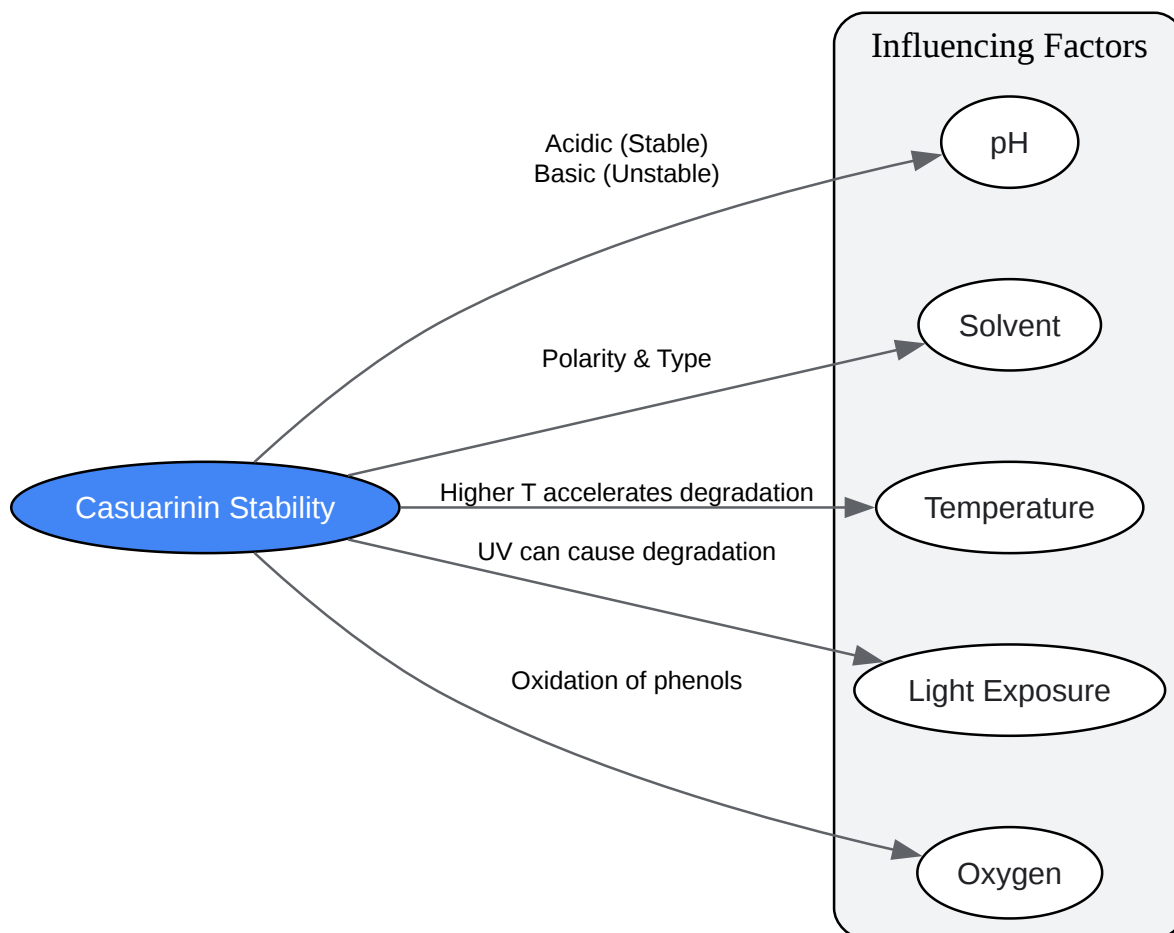 Influencing Factors
Acidic (Stable)
Basic (Unstable)
pH
Polarity & Type
Solvent
Casuarinin Stability
Higher T accelerates degradation
Temperature
UV can cause degradation
Light Exposure
Oxidation of phenols
Oxygen